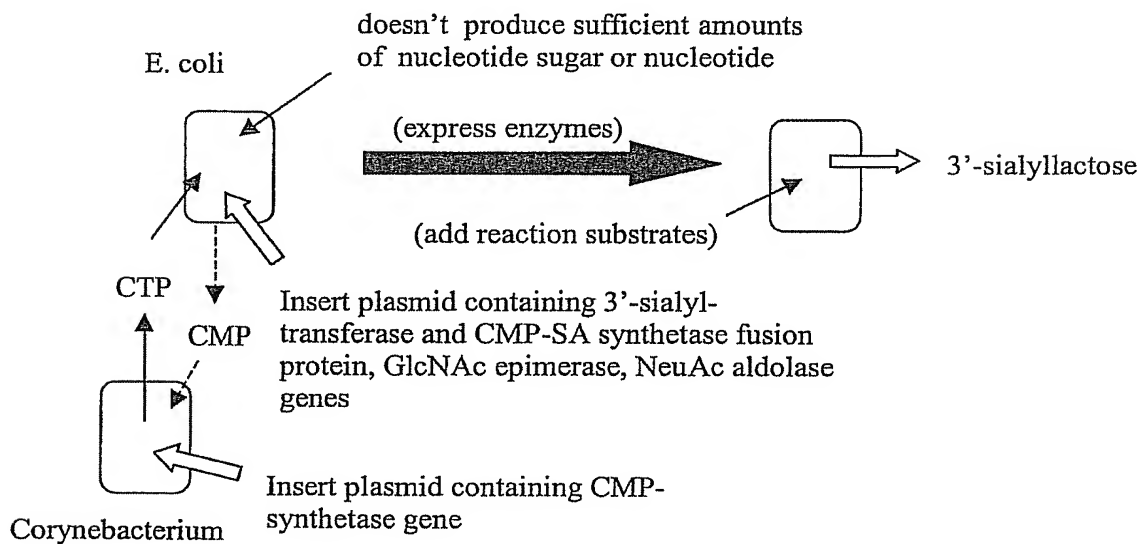 doesn't produce sufficient amounts
of nucleotide sugar or nucleotide
E. coli
(express enzymes)
3'-sialyllactose
(add reaction substrates)
CTP
CMP
Insert plasmid containing 3'-sialyl-
transferase and CMP-SA synthetase fusion
protein, GlcNAc epimerase, NeuAc aldolase
genes
Insert plasmid containing CMP-
synthetase gene
Corynebacterium